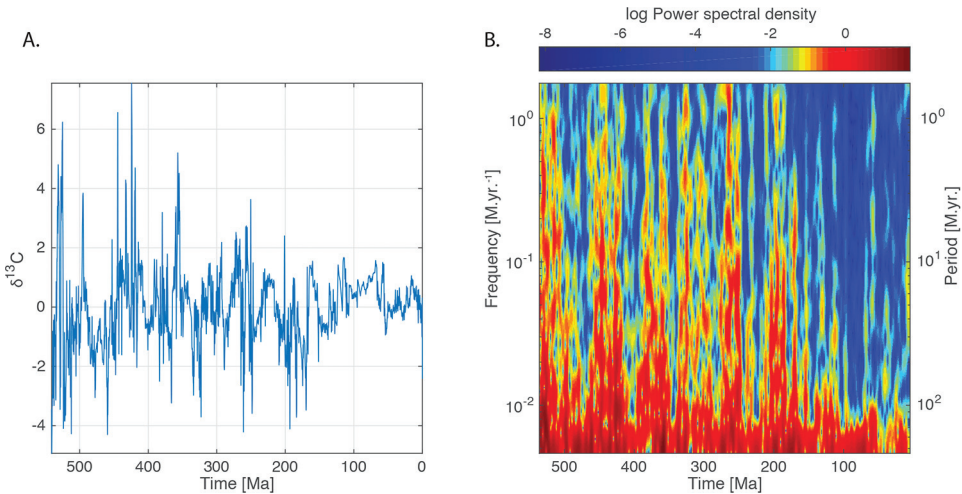 A.
6
4
2
0
-2
-4
δ13C
500 400 300 200 100 0
Time [Ma]
B.
log Power spectral density
-8 -6 -4 -2 0
10^0
10^-1
10^-2
Frequency [M.yr.-1]
10^0
10^1
10^2
Period [M.yr.]
500 400 300 200 100
Time [Ma]